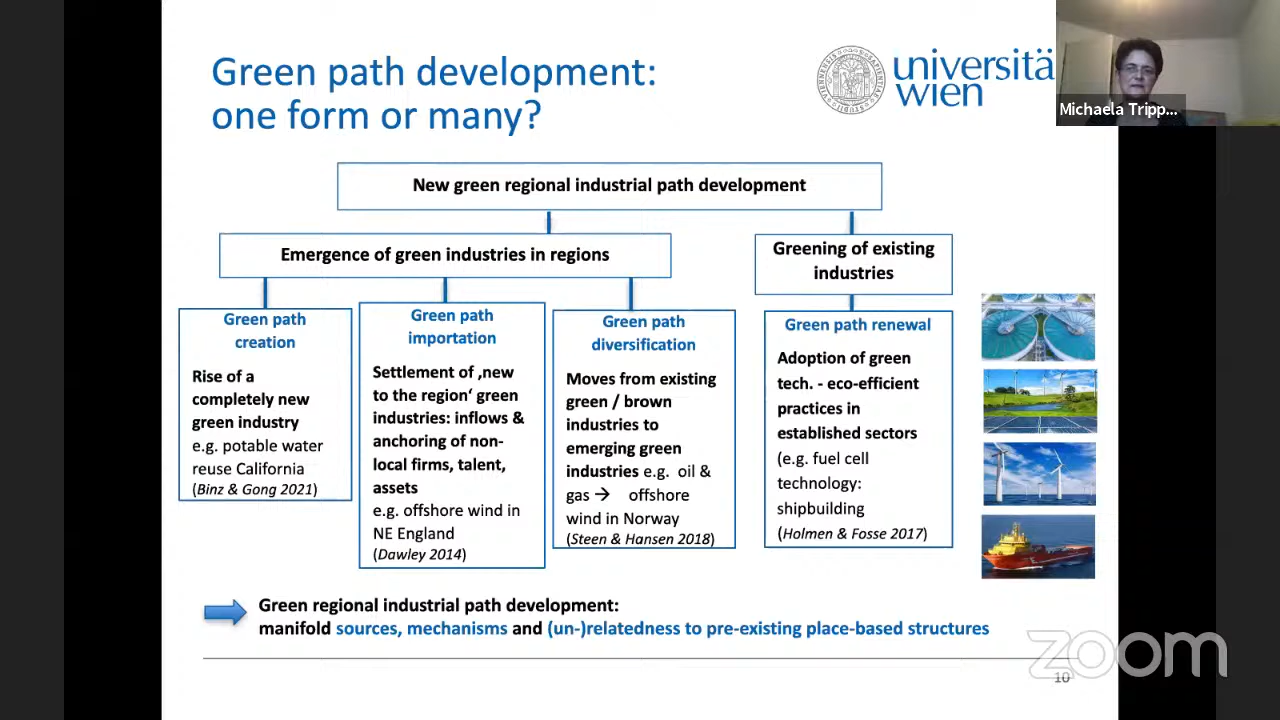 Green path development:
one form or many?
universitä
wien
Michaela Tripp...
New green regional industrial path development
Emergence of green industries in regions
Greening of existing
industries
Green path
creation
Rise of a
completely new
green industry
e.g. potable water
reuse California
(Binz & Gong 2021)
Green path
importation
Settlement of ‚new
to the region‘ green
industries: inflows &
anchoring of non-
local firms, talent,
assets
e.g. offshore wind in
NE England
(Dawley 2014)
Green path
diversification
Moves from existing
green / brown
industries to
emerging green
industries e.g. oil &
gas → offshore
wind in Norway
(Steen & Hansen 2018)
Green path renewal
Adoption of green
tech. - eco-efficient
practices in
established sectors
(e.g. fuel cell
technology:
shipbuilding
(Holmen & Fosse 2017)
Green regional industrial path development:
manifold sources, mechanisms and (un-)relatedness to pre-existing place-based structures
zoom
10